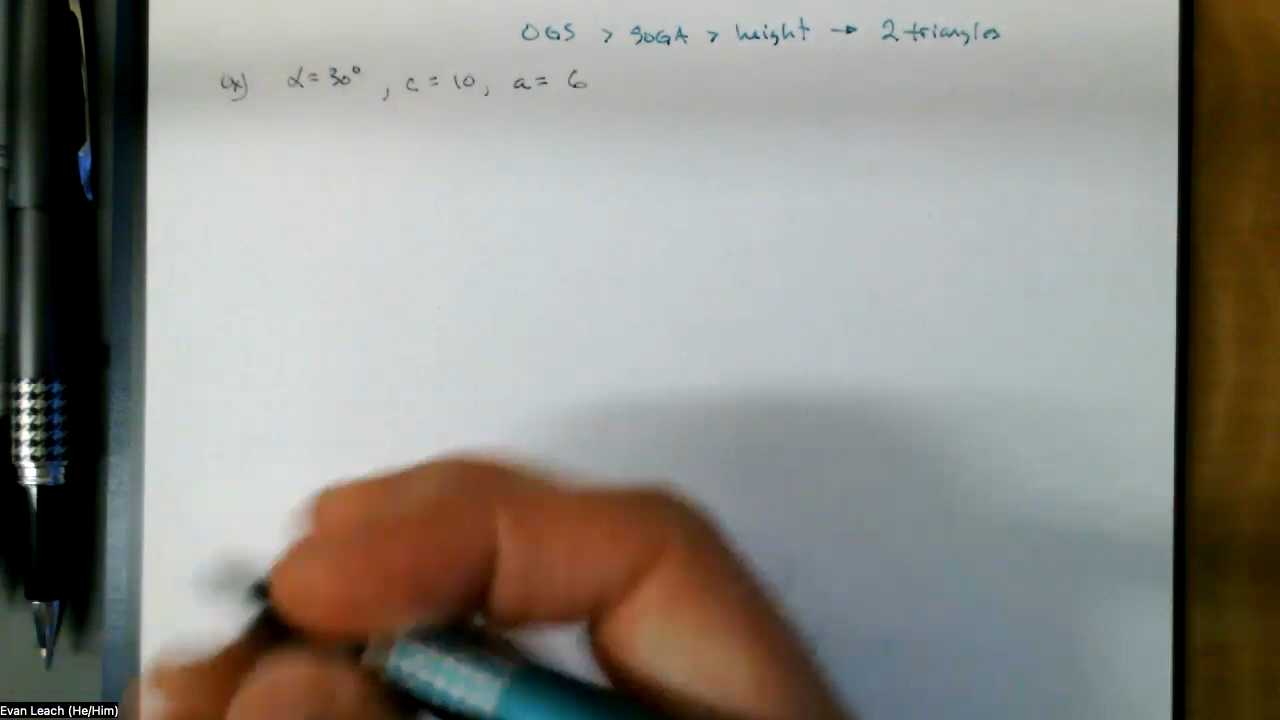 OGS > SOGA > height → 2 triangles
ex) α = 30°, c = 10, a = 6
Evan Leach (He/Him)